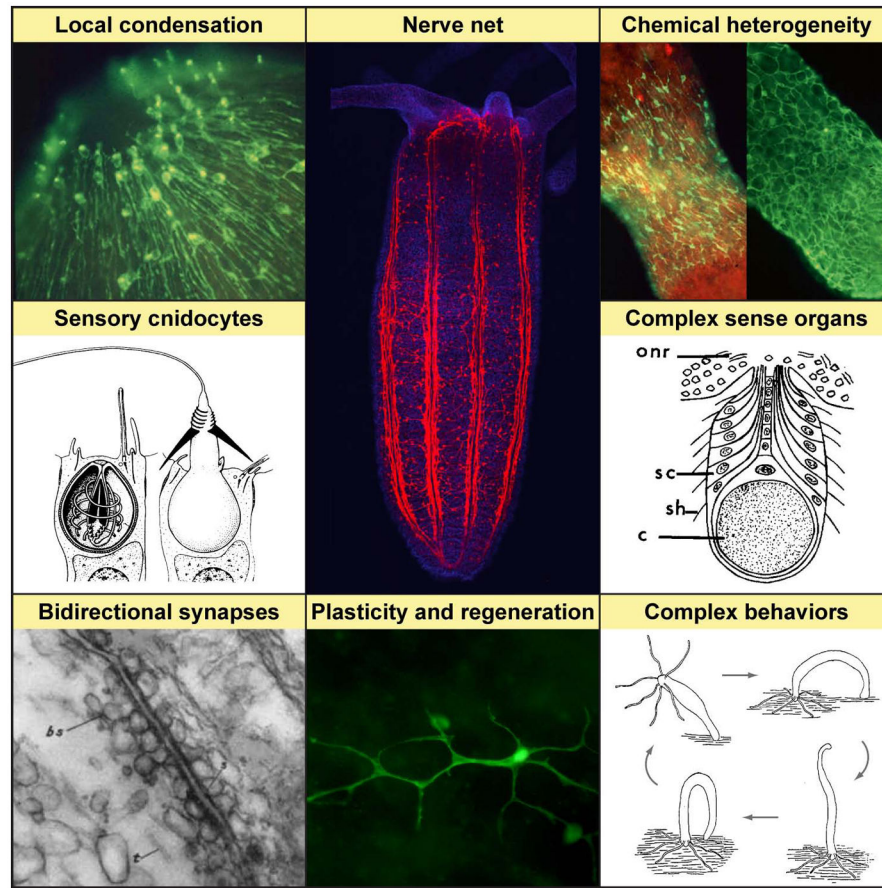 Local condensation
Nerve net
Chemical heterogeneity
Sensory cnidocytes
Complex sense organs
onr
sc
sh
c
Bidirectional synapses
Plasticity and regeneration
Complex behaviors
bs
s
t